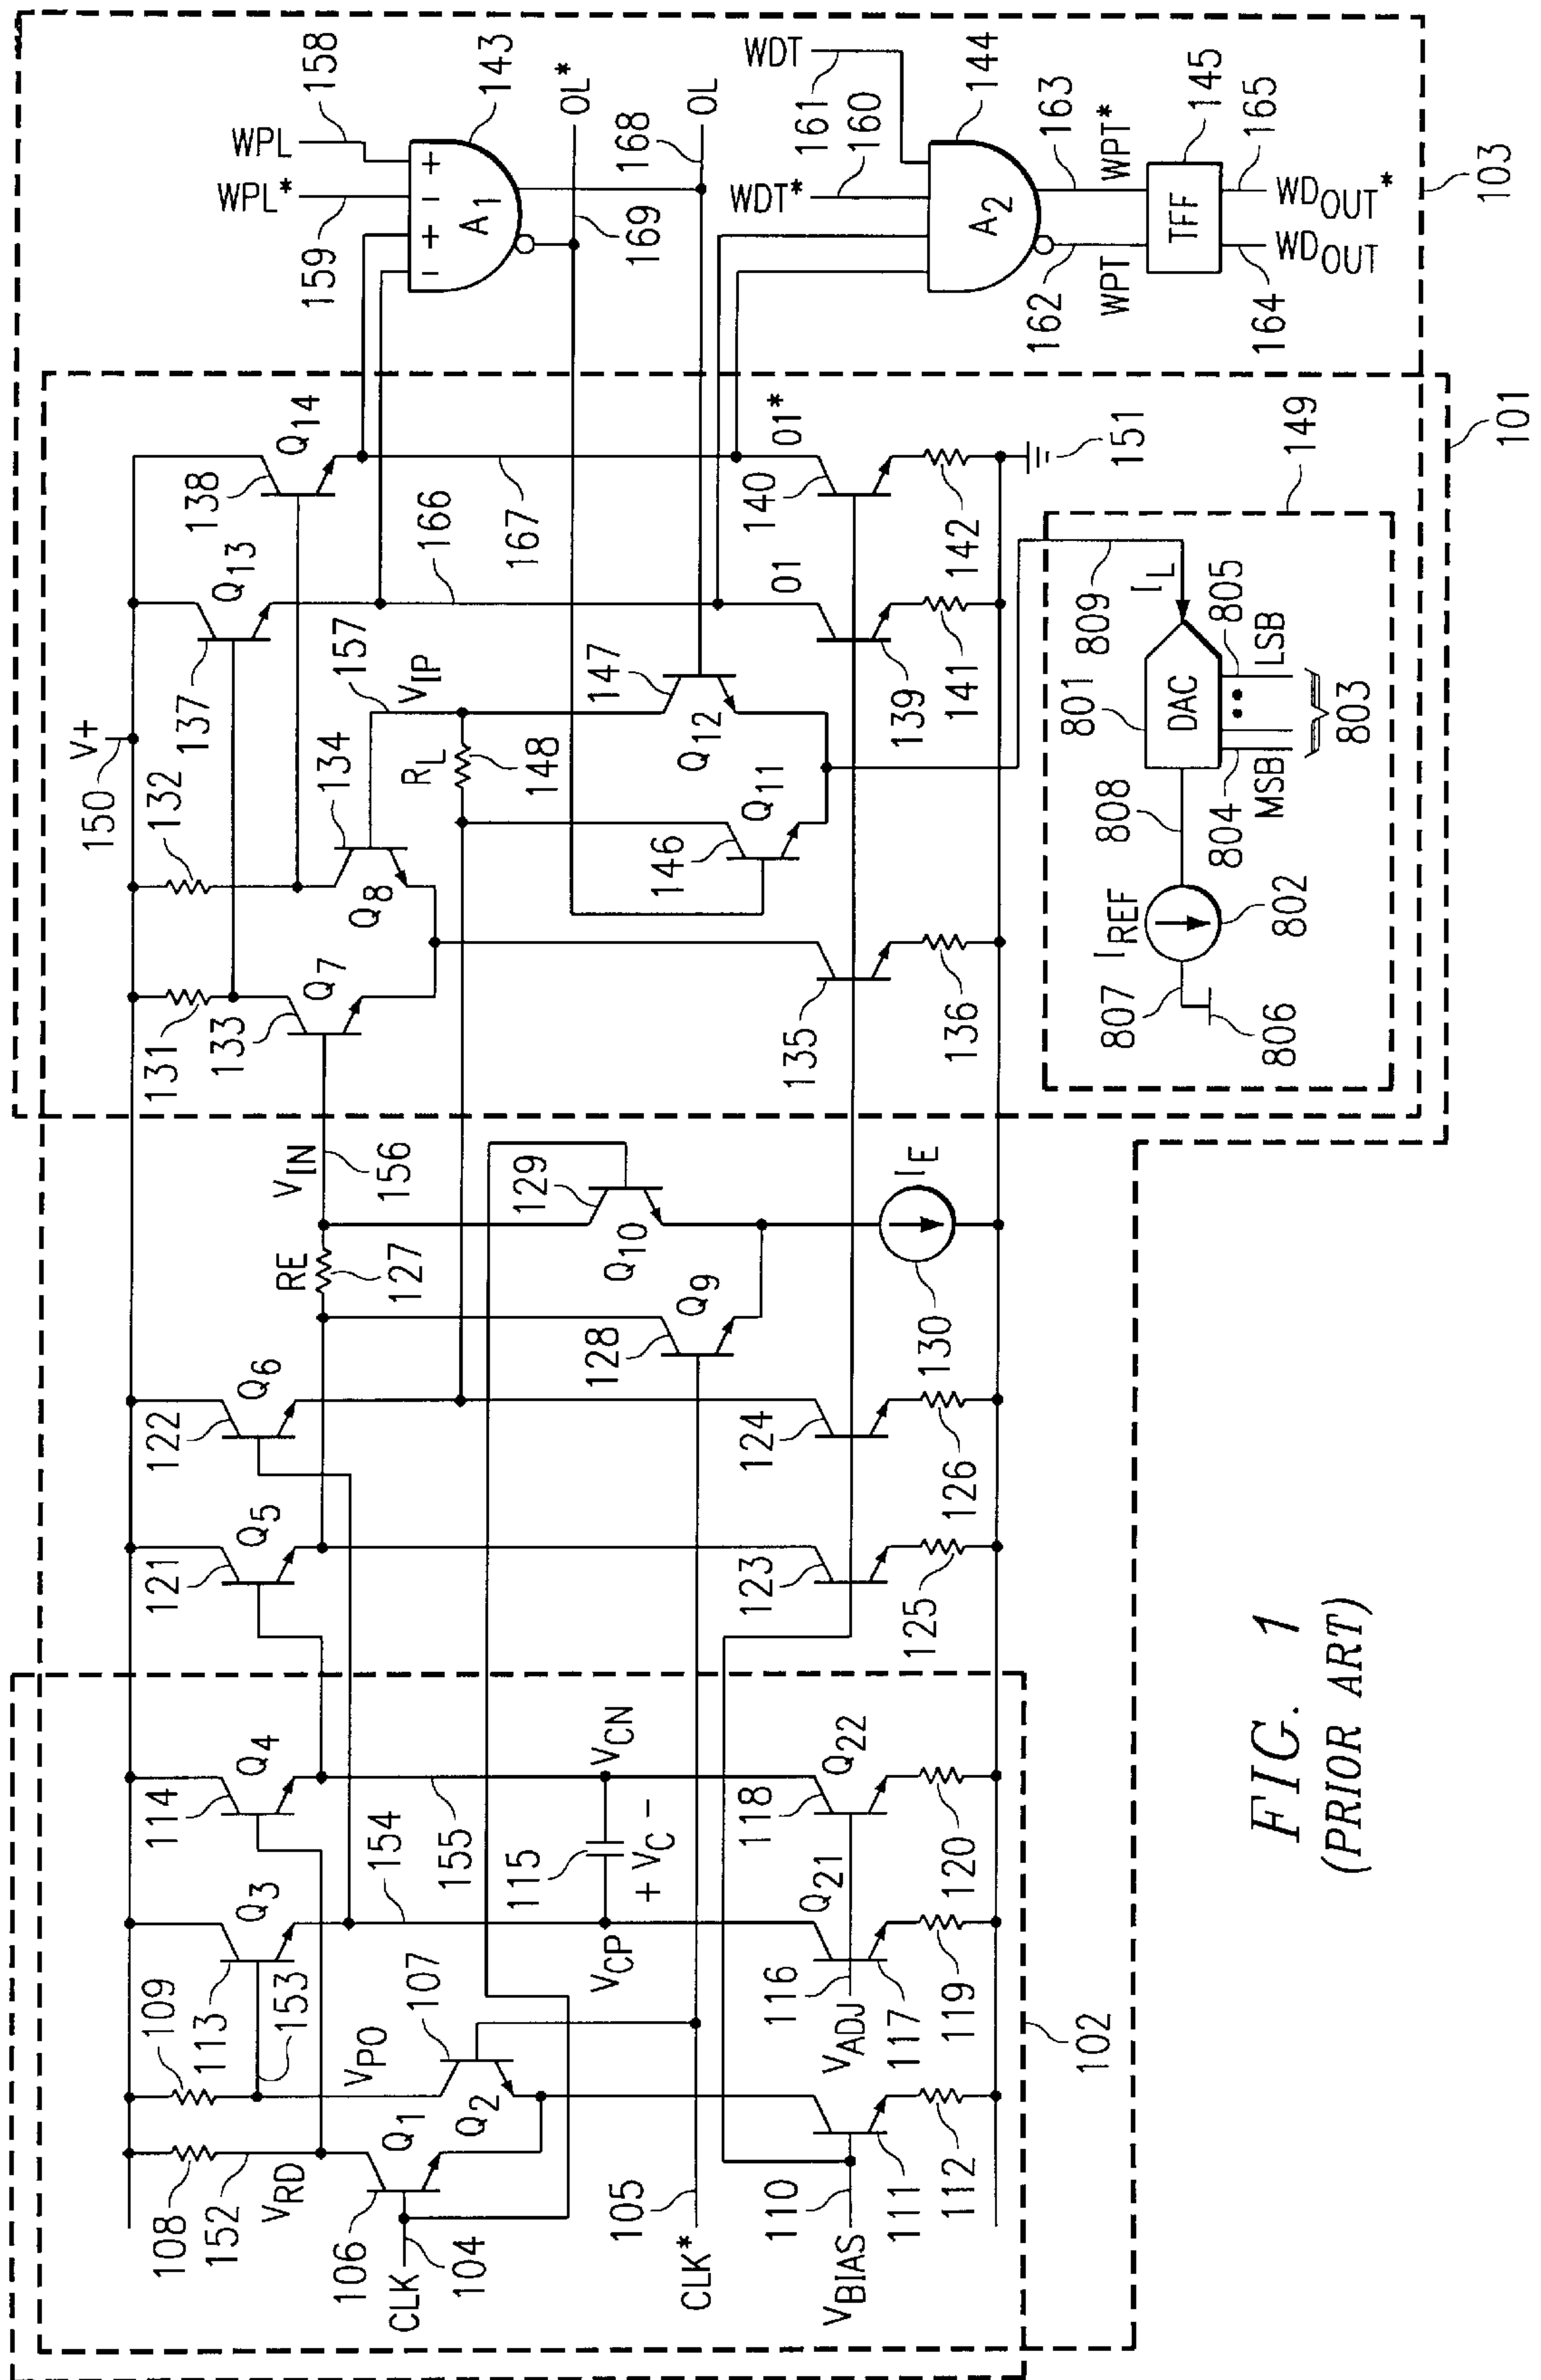 V+
150
108
152
VRD
109
113
153
Q3
114
Q4
121
Q5
122
Q6
RE
127
VIN
156
131
133
Q7
132
134
Q8
137
Q13
138
Q14
WPL*
WPL
159
158
- + - +
A1
143
106
CLK
104
Q1
VPO
107
Q2
154
155
129
Q10
RL
148
157
VIP
166
167
OL*
169
168
OL
105
CLK*
VCP
115
+ VC -
VCN
128
Q9
146
Q11
147
Q12
WDT*
WDT
160
161
A2
144
110
VBIAS
111
112
116
VADJ
117
Q21
119
118
Q22
120
123
125
124
126
130
IE
135
136
139
O1
141
140
O1*
142
151
162
WPT
163
WPT*
TFF
145
164
WDOUT
165
WDOUT*
103
102
807
806
IREF
802
808
801
DAC
809
IL
804
MSB
805
LSB
803
149
101
FIG. 1
(PRIOR ART)